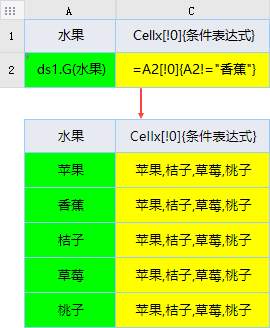 A C
1 水果 Cellx[!0]{条件表达式}
2 ds1.G(水果) =A2[!0]{A2!="香蕉"}
水果 Cellx[!0]{条件表达式}
苹果 苹果,桔子,草莓,桃子
香蕉 苹果,桔子,草莓,桃子
桔子 苹果,桔子,草莓,桃子
草莓 苹果,桔子,草莓,桃子
桃子 苹果,桔子,草莓,桃子